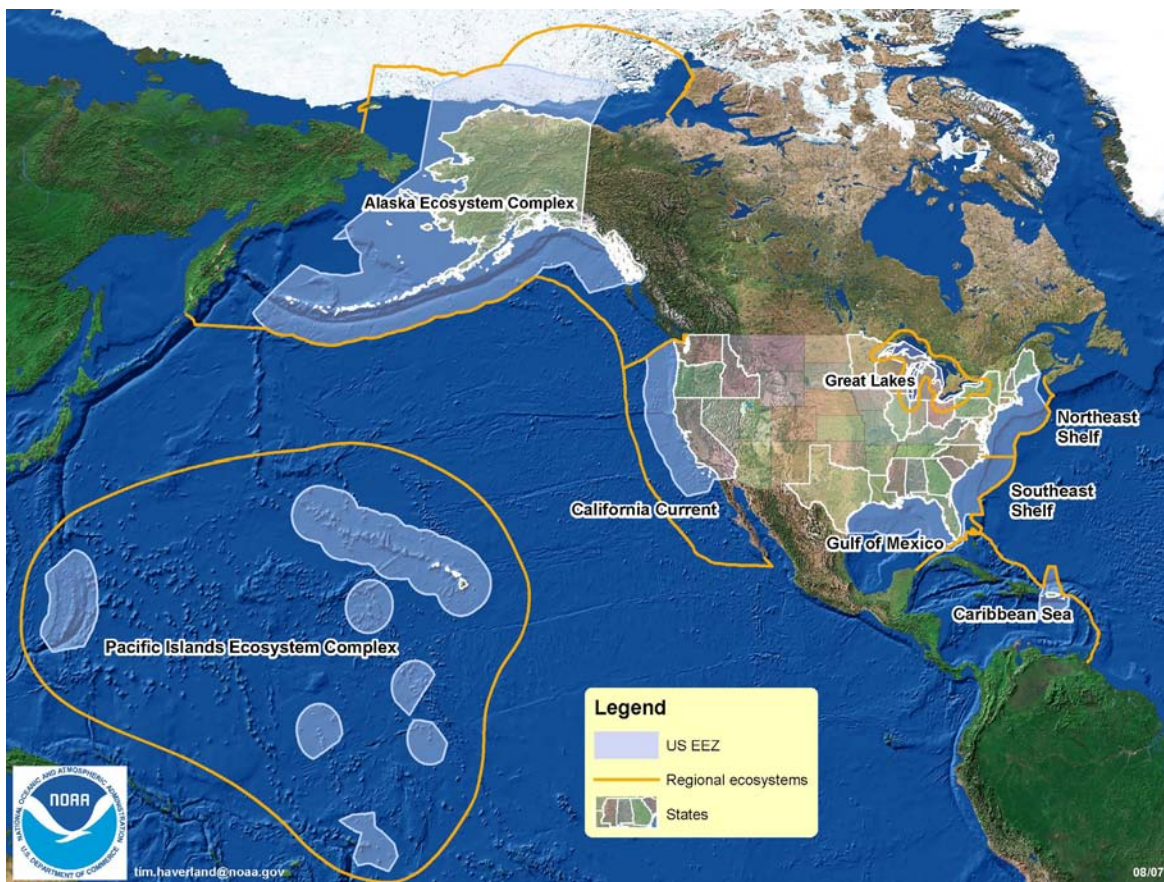 Alaska Ecosystem Complex
Great Lakes
Northeast
Shelf
Southeast
Shelf
California Current
Gulf of Mexico
Caribbean Sea
Pacific Islands Ecosystem Complex
Legend
US EEZ
Regional ecosystems
States
NATIONAL OCEANIC AND ATMOSPHERIC ADMINISTRATION
NOAA
U.S. DEPARTMENT OF COMMERCE
tim.haverland@noaa.gov
08/07